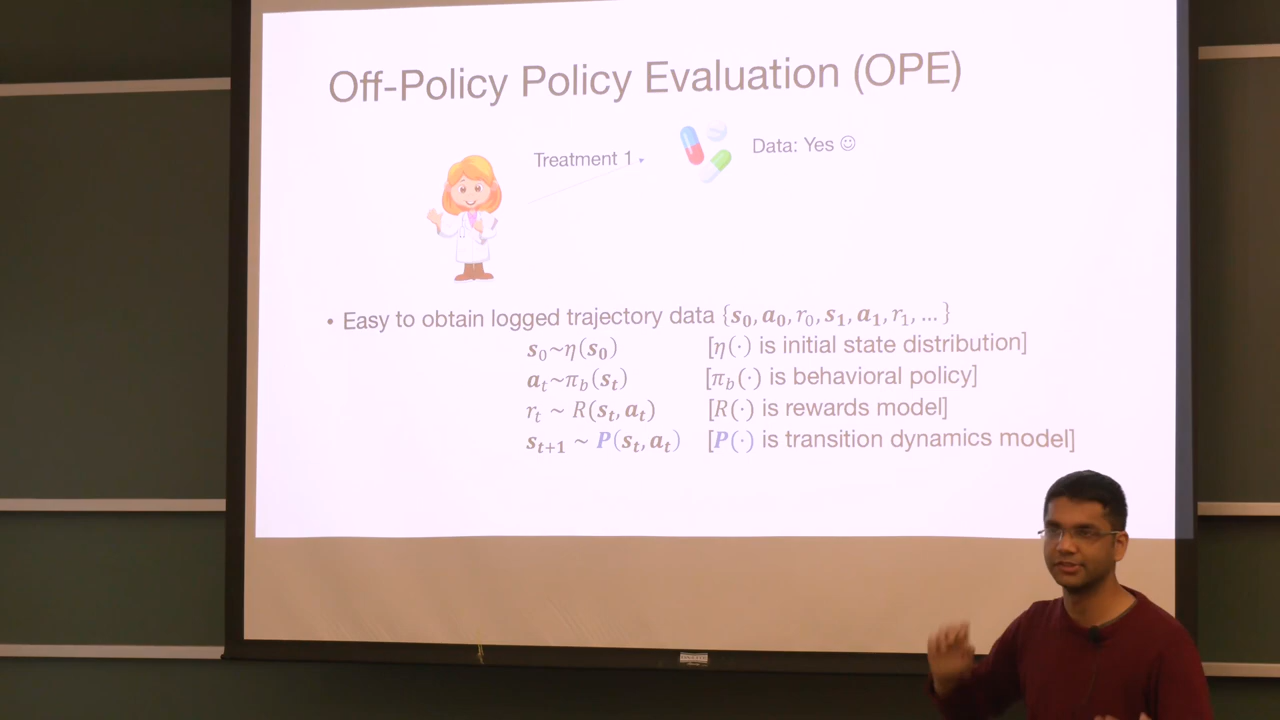 Off-Policy Policy Evaluation (OPE)
Treatment 1
Data: Yes ☺
• Easy to obtain logged trajectory data {s₀, a₀, r₀, s₁, a₁, r₁, … }
s₀~η(s₀) [η(·) is initial state distribution]
aₜ~π_b(sₜ) [π_b(·) is behavioral policy]
rₜ ~ R(sₜ, aₜ) [R(·) is rewards model]
sₜ₊₁ ~ P(sₜ, aₜ) [P(·) is transition dynamics model]